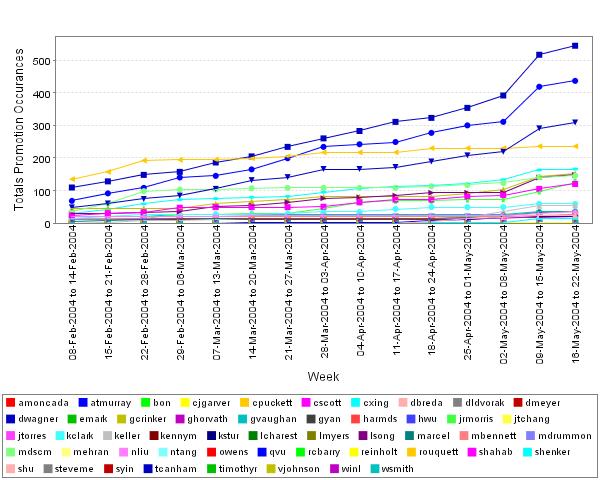 Totals Promotion Occurances
500
400
300
200
100
0
08-Feb-2004 to 14-Feb-2004
15-Feb-2004 to 21-Feb-2004
22-Feb-2004 to 28-Feb-2004
29-Feb-2004 to 06-Mar-2004
07-Mar-2004 to 13-Mar-2004
14-Mar-2004 to 20-Mar-2004
21-Mar-2004 to 27-Mar-2004
28-Mar-2004 to 03-Apr-2004
04-Apr-2004 to 10-Apr-2004
11-Apr-2004 to 17-Apr-2004
18-Apr-2004 to 24-Apr-2004
25-Apr-2004 to 01-May-2004
02-May-2004 to 08-May-2004
09-May-2004 to 15-May-2004
16-May-2004 to 22-May-2004
Week
amoncada atmurray bon cjgarver cpuckett cscott cxing dbreda dldvorak dmeyer
dwagner emark gcrinker ghorvath gvaughan gyan harmds hwu jrmorris jtchang
jtorres kclak keller kennym kstur lcharest lmyers lsong marcel mbennett mdrummon
mdscm mehran nliu ntang owens qvu rcbarry reinholt rouquett shahab shenker
shu steveme syin tcanham timothyr vjohnson winl wsmith